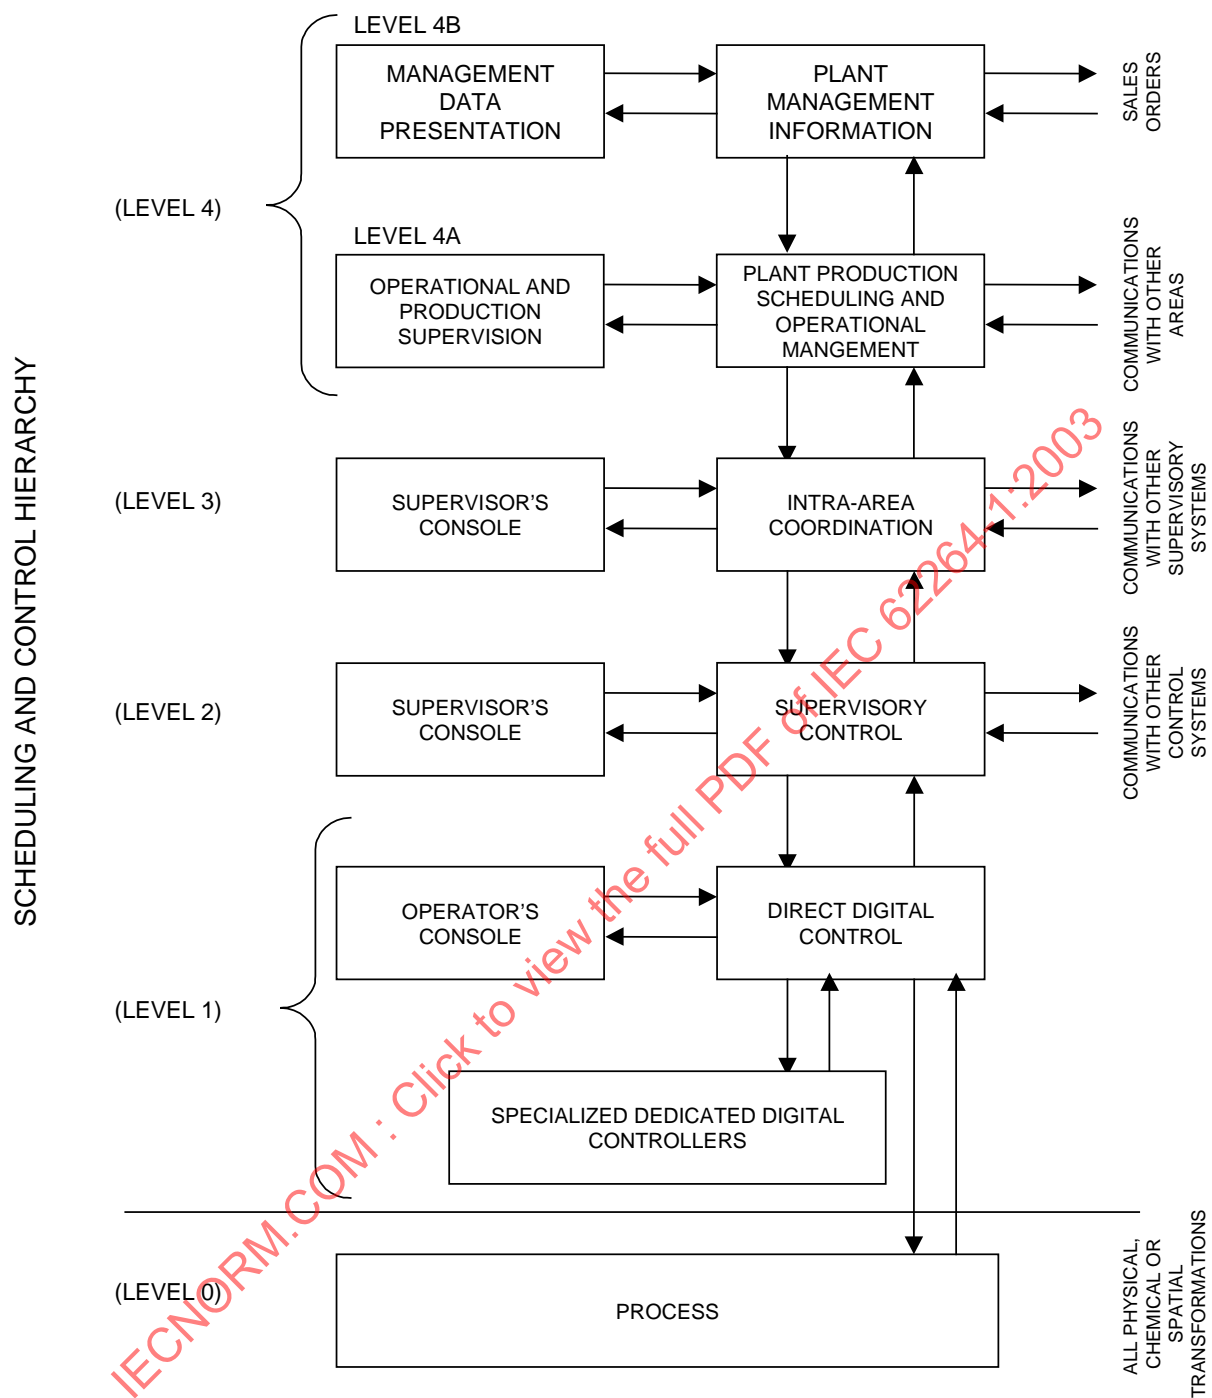 SCHEDULING AND CONTROL HIERARCHY
LEVEL 4B
MANAGEMENT
DATA
PRESENTATION
PLANT
MANAGEMENT
INFORMATION
SALES
ORDERS
(LEVEL 4)
LEVEL 4A
OPERATIONAL AND
PRODUCTION
SUPERVISION
PLANT PRODUCTION
SCHEDULING AND
OPERATIONAL
MANGEMENT
COMMUNICATIONS
WITH OTHER
AREAS
(LEVEL 3)
SUPERVISOR'S
CONSOLE
INTRA-AREA
COORDINATION
COMMUNICATIONS
WITH OTHER
SUPERVISORY
SYSTEMS
(LEVEL 2)
SUPERVISOR'S
CONSOLE
SUPERVISORY
CONTROL
COMMUNICATIONS
WITH OTHER
CONTROL
SYSTEMS
(LEVEL 1)
OPERATOR'S
CONSOLE
DIRECT DIGITAL
CONTROL
SPECIALIZED DEDICATED DIGITAL
CONTROLLERS
(LEVEL 0)
PROCESS
ALL PHYSICAL,
CHEMICAL OR
SPATIAL
TRANSFORMATIONS
IECNORM.COM : Click to view the full PDF of IEC 62264-1:2003